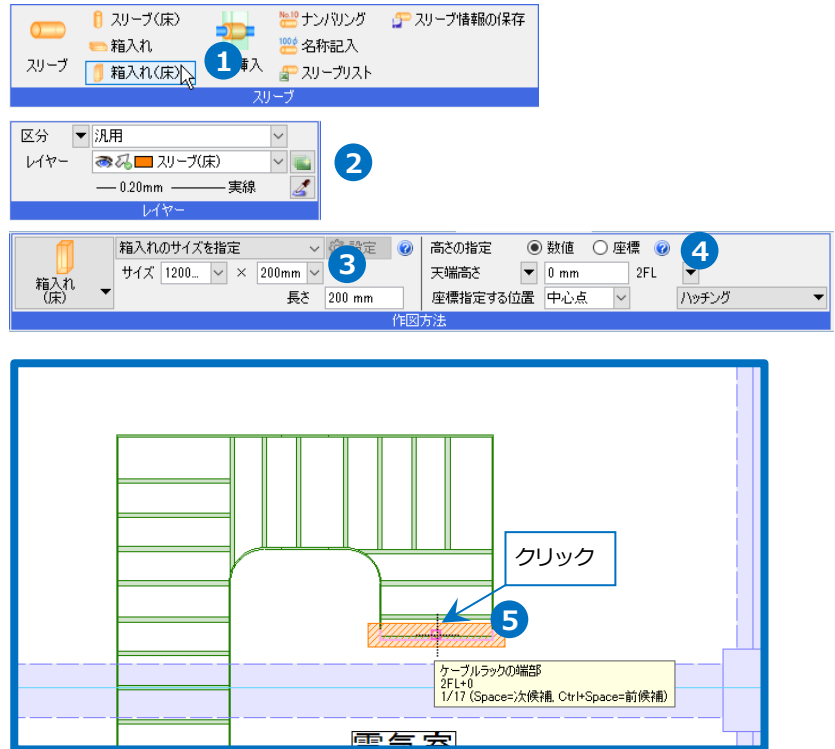 スリーブ
スリーブ(床)
箱入れ
箱入れ(床)
1
挿入
No.10 ナンバリング
100φ 名称記入
スリーブリスト
スリーブ情報の保存
スリーブ
区分 汎用
レイヤー スリーブ(床)
0.20mm 実線
レイヤー
2
箱入れ
(床)
箱入れのサイズを指定 設定
サイズ 1200... × 200mm
長さ 200 mm
3
高さの指定 数値 座標
天端高さ 0 mm 2FL
座標指定する位置 中心点 ハッチング
4
作図方法
クリック
5
ケーブルラックの端部
2FL+0
1/17 (Space=次候補, Ctrl+Space=前候補)
電気室